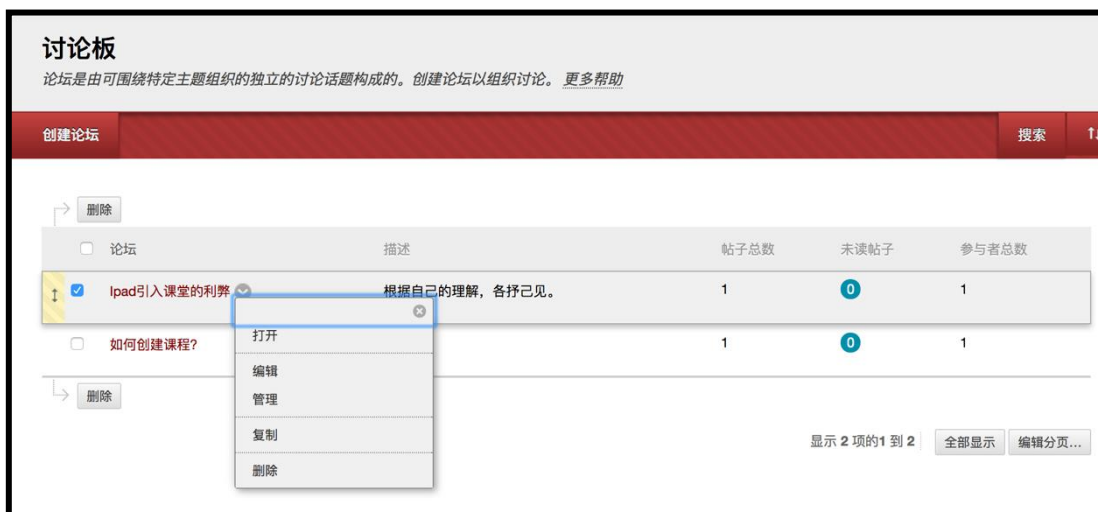 讨论板
论坛是由可围绕特定主题组织的独立的讨论话题构成的。创建论坛以组织讨论。 更多帮助
创建论坛 搜索
删除
论坛 描述 帖子总数 未读帖子 参与者总数
Ipad引入课堂的利弊 根据自己的理解，各抒己见。 1 0 1
打开
如何创建课程? 1 0 1
编辑
管理
删除
复制
显示 2 项的1 到 2 全部显示 编辑分页...
删除